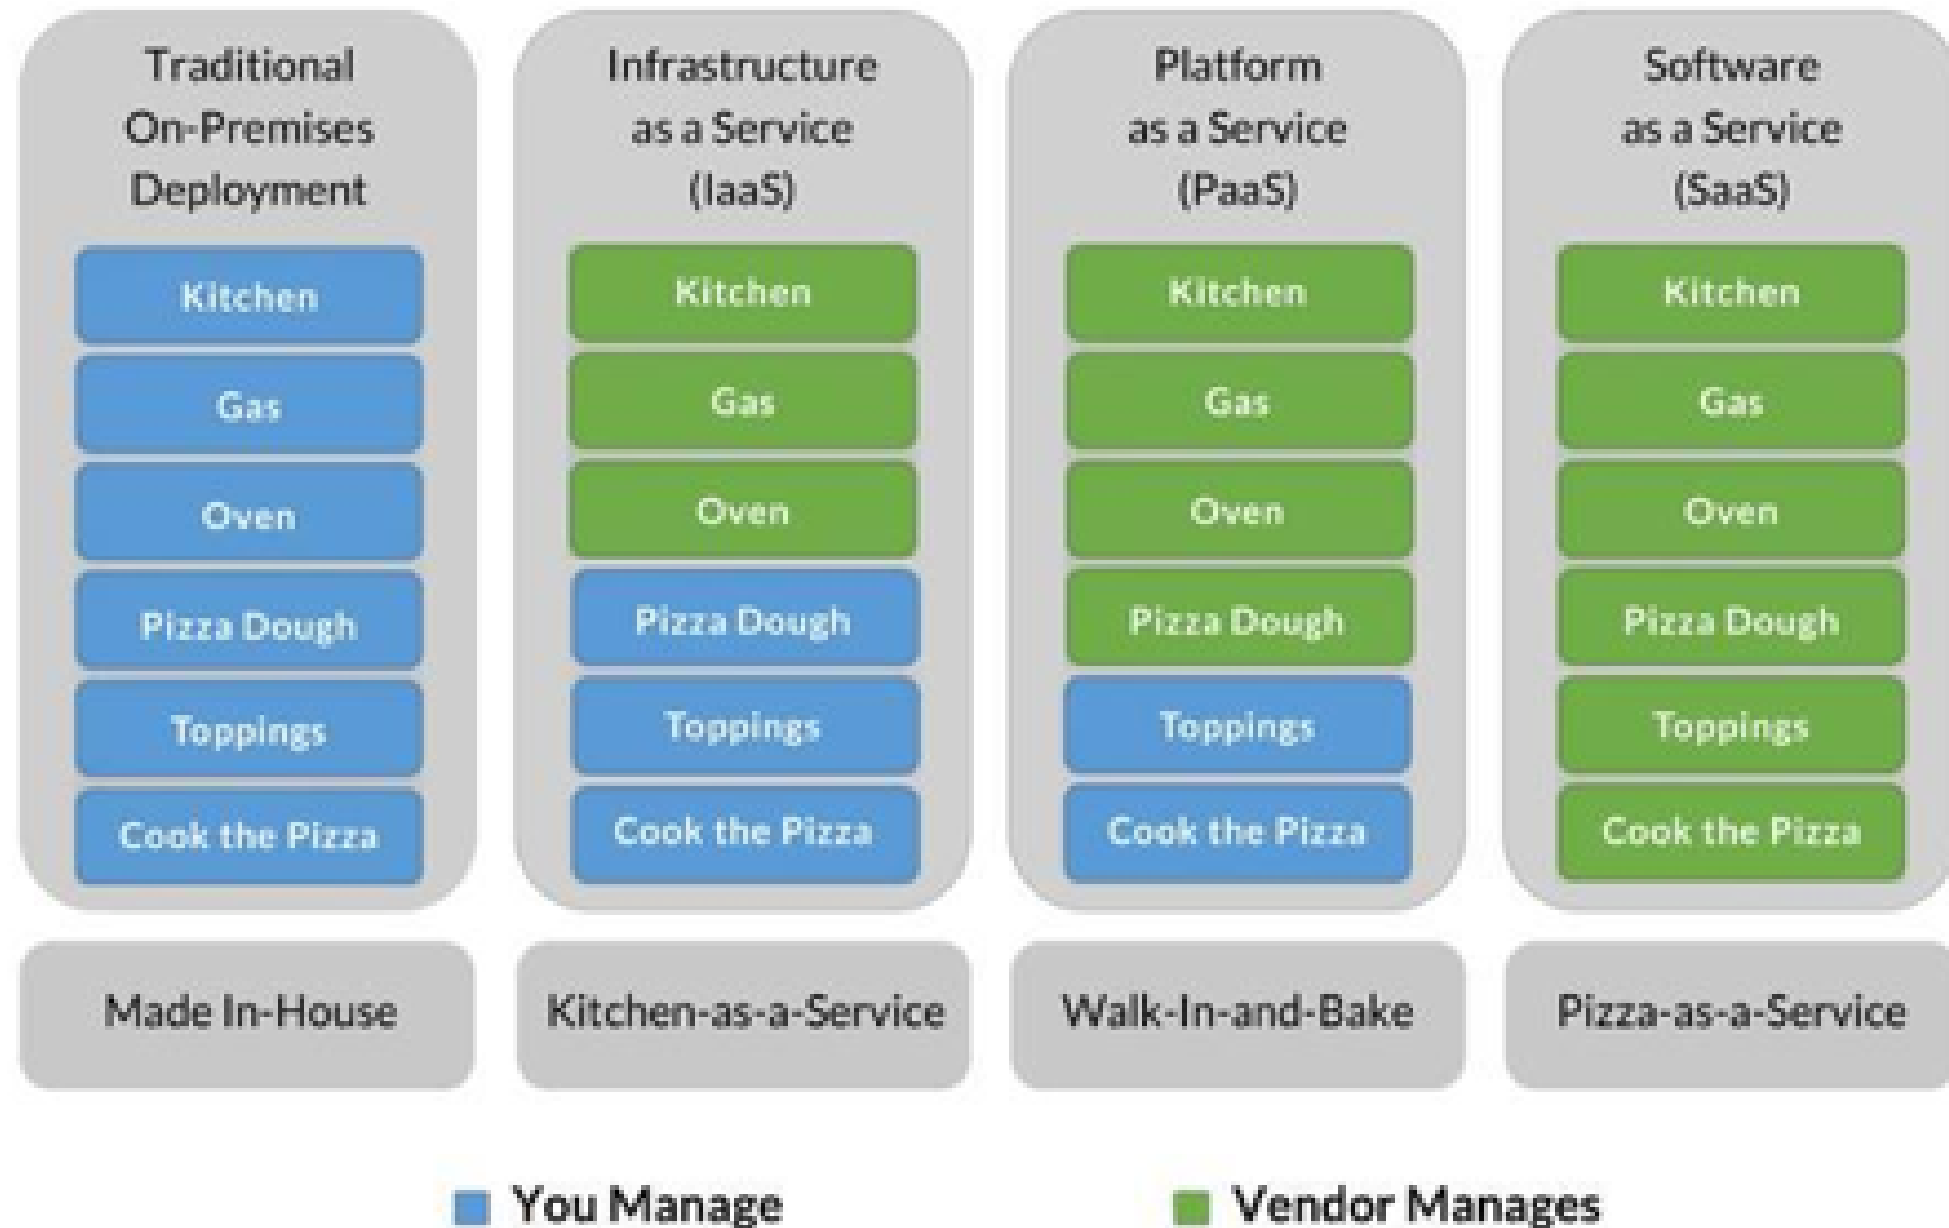 Traditional
On-Premises
Deployment
Kitchen
Gas
Oven
Pizza Dough
Toppings
Cook the Pizza
Made In-House
Infrastructure
as a Service
(IaaS)
Kitchen
Gas
Oven
Pizza Dough
Toppings
Cook the Pizza
Kitchen-as-a-Service
Platform
as a Service
(PaaS)
Kitchen
Gas
Oven
Pizza Dough
Toppings
Cook the Pizza
Walk-In-and-Bake
Software
as a Service
(SaaS)
Kitchen
Gas
Oven
Pizza Dough
Toppings
Cook the Pizza
Pizza-as-a-Service
You Manage
Vendor Manages